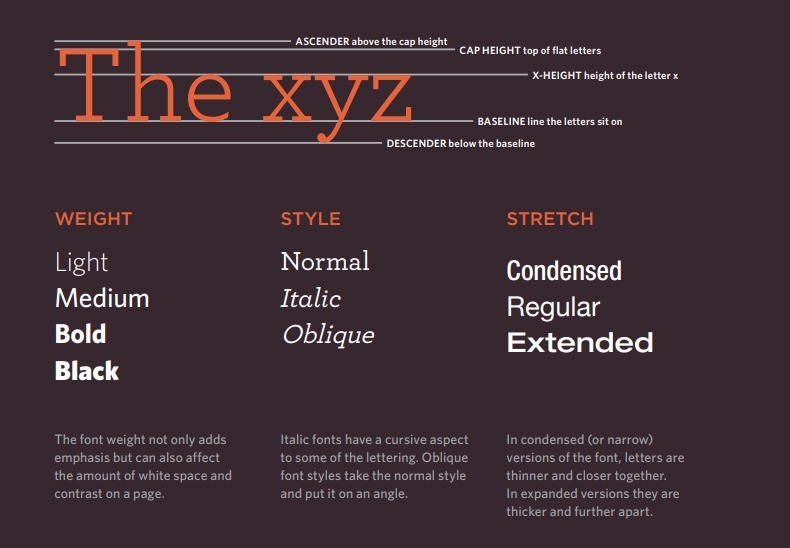 ASCENDER above the cap height
CAP HEIGHT top of flat letters
The xyz
X-HEIGHT height of the letter x
BASELINE line the letters sit on
DESCENDER below the baseline
WEIGHT
Light
Medium
Bold
Black
The font weight not only adds
emphasis but can also affect
the amount of white space and
contrast on a page.
STYLE
Normal
Italic
Oblique
Italic fonts have a cursive aspect
to some of the lettering. Oblique
font styles take the normal style
and put it on an angle.
STRETCH
Condensed
Regular
Extended
In condensed (or narrow)
versions of the font, letters are
thinner and closer together.
In expanded versions they are
thicker and further apart.